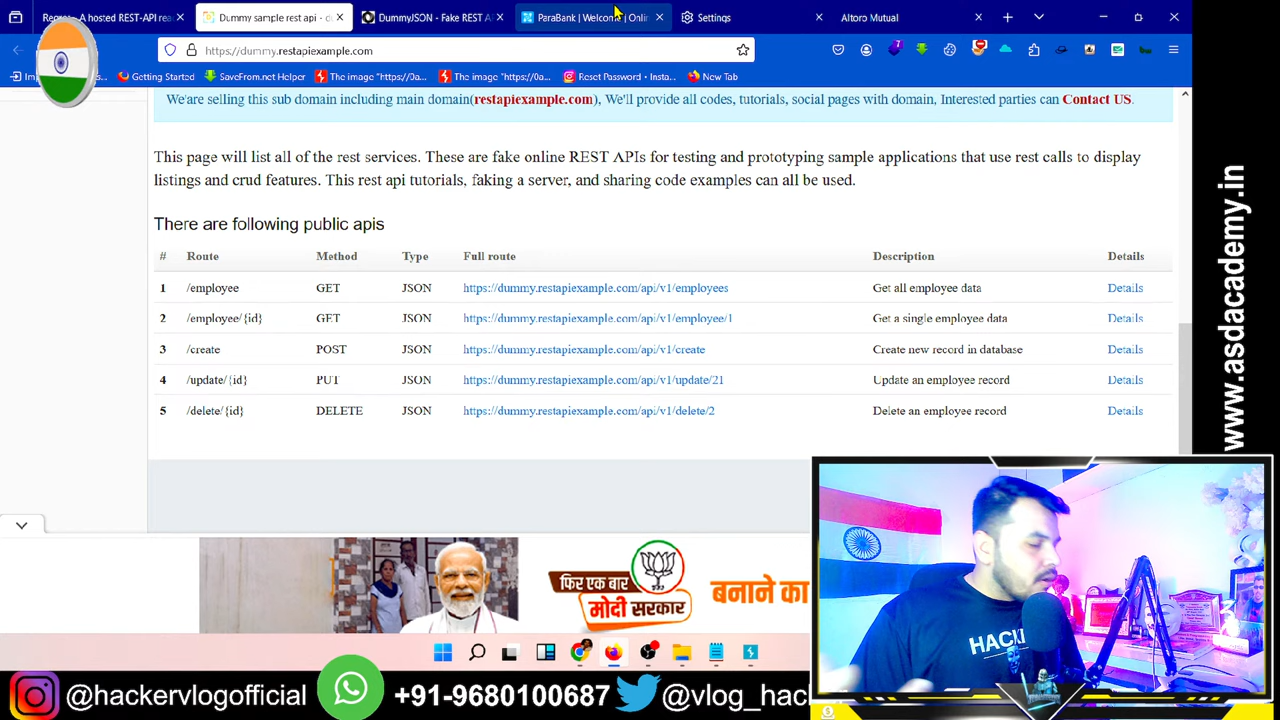 Reqres - A hosted REST-API rea
Dummy sample rest api - du
DummyJSON - Fake REST A
ParaBank | Welcome | Onlin
Settings
Altoro Mutual
https://dummy.restapiexample.com
Getting Started
SaveFrom.net Helper
The image "https://0a...
The image "https://0a...
Reset Password • Insta...
New Tab
We'are selling this sub domain including main domain(restapiexample.com), We'll provide all codes, tutorials, social pages with domain, Interested parties can Contact US.
This page will list all of the rest services. These are fake online REST APIs for testing and prototyping sample applications that use rest calls to display
listings and crud features. This rest api tutorials, faking a server, and sharing code examples can all be used.
There are following public apis
# Route Method Type Full route Description Details
1 /employee GET JSON https://dummy.restapiexample.com/api/v1/employees Get all employee data Details
2 /employee/{id} GET JSON https://dummy.restapiexample.com/api/v1/employee/1 Get a single employee data Details
3 /create POST JSON https://dummy.restapiexample.com/api/v1/create Create new record in database Details
4 /update/{id} PUT JSON https://dummy.restapiexample.com/api/v1/update/21 Update an employee record Details
5 /delete/{id} DELETE JSON https://dummy.restapiexample.com/api/v1/delete/2 Delete an employee record Details
www.asdacademy.in
फिर एक बार
मोदी सरकार
बनाने का
@hackervlogofficial
+91-9680100687
@vlog_hac